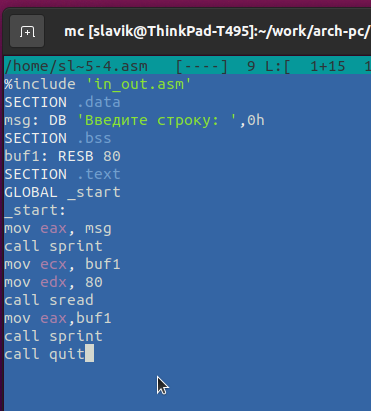 mc [slavik@ThinkPad-T495]:~/work/arch-pc/
/home/sl~5-4.asm [----] 9 L:[ 1+15 1
%include 'in_out.asm'
SECTION .data
msg: DB 'Введите строку: ',0h
SECTION .bss
buf1: RESB 80
SECTION .text
GLOBAL _start
_start:
mov eax, msg
call sprint
mov ecx, buf1
mov edx, 80
call sread
mov eax,buf1
call sprint
call quit